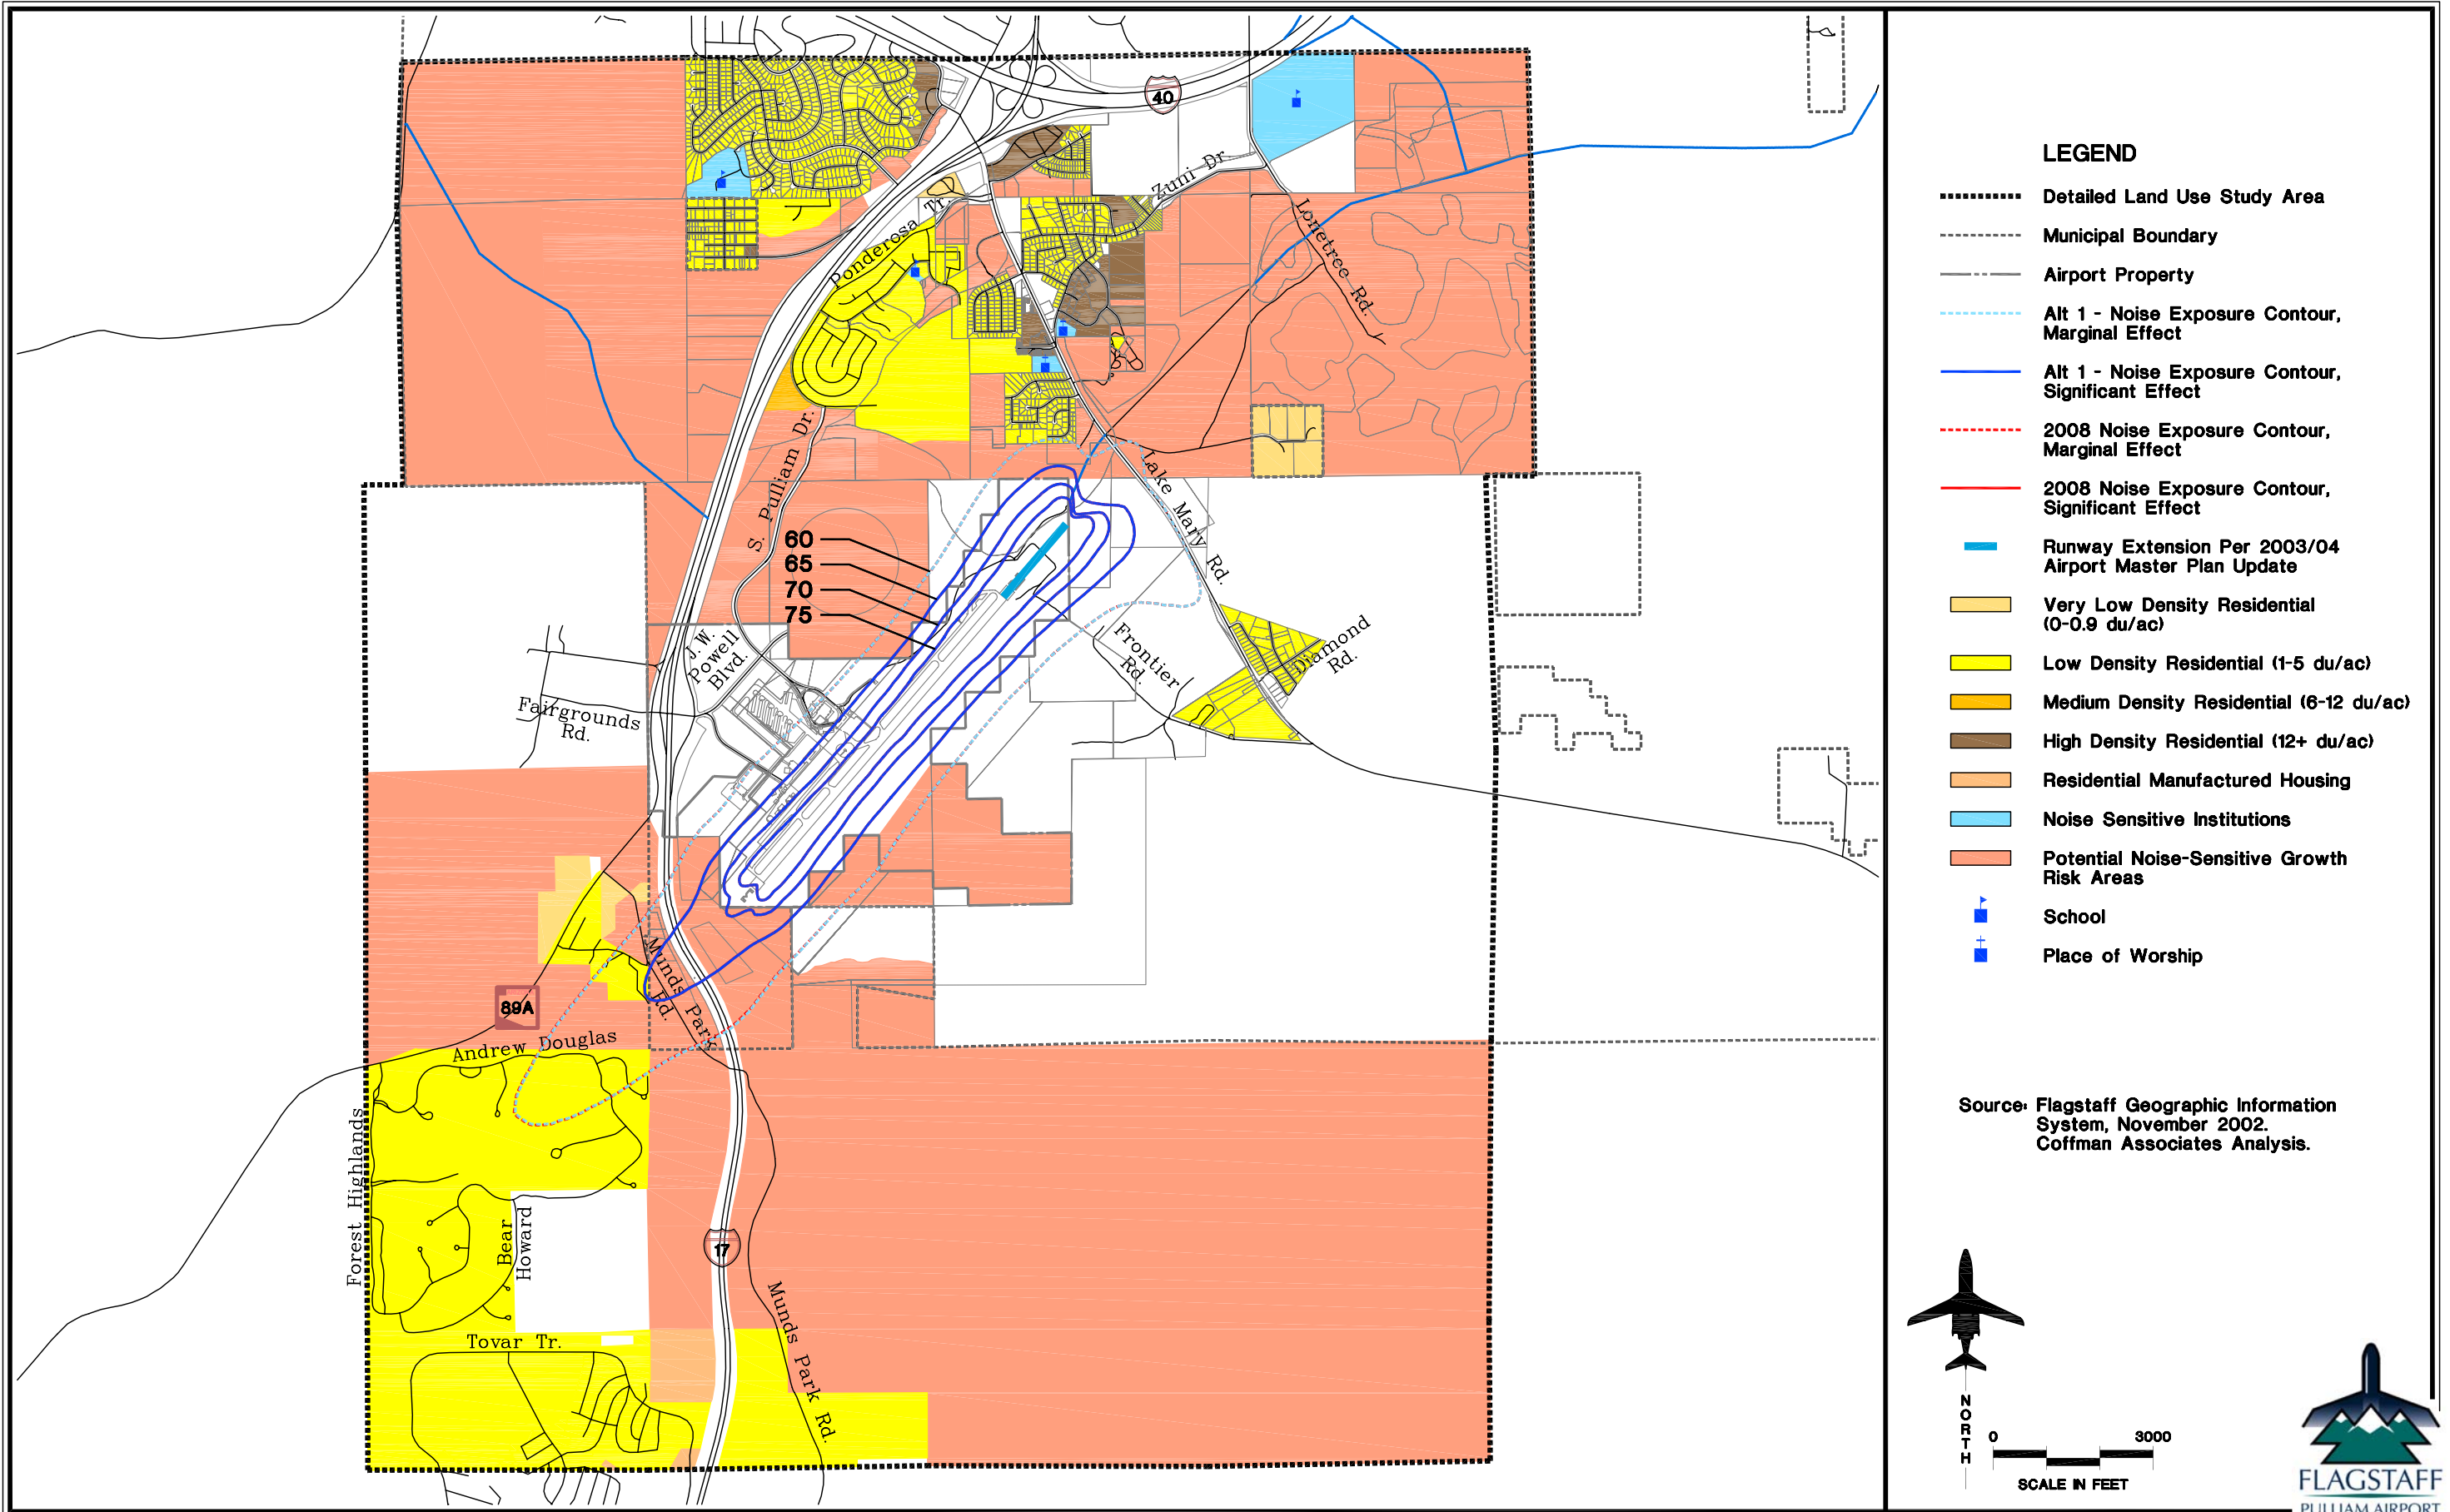 40
Zuni Dr.
Ponderosa Tr.
Lonetree Rd.
S. Pulliam Dr.
Lake Mary Rd.
60
65
70
75
J.W.
Powell
Blvd.
Frontier
Rd.
Diamond
Rd.
Fairgrounds
Rd.
Munds Park
Rd.
89A
Andrew Douglas
Forest Highlands
Bear
Howard
17
Tovar Tr.
Munds Park Rd.
LEGEND
Detailed Land Use Study Area
Municipal Boundary
Airport Property
Alt 1 - Noise Exposure Contour,
Marginal Effect
Alt 1 - Noise Exposure Contour,
Significant Effect
2008 Noise Exposure Contour,
Marginal Effect
2008 Noise Exposure Contour,
Significant Effect
Runway Extension Per 2003/04
Airport Master Plan Update
Very Low Density Residential
(0-0.9 du/ac)
Low Density Residential (1-5 du/ac)
Medium Density Residential (6-12 du/ac)
High Density Residential (12+ du/ac)
Residential Manufactured Housing
Noise Sensitive Institutions
Potential Noise-Sensitive Growth
Risk Areas
School
Place of Worship
Source: Flagstaff Geographic Information
System, November 2002.
Coffman Associates Analysis.
NORTH
0 3000
SCALE IN FEET
FLAGSTAFF
PULLIAM AIRPORT